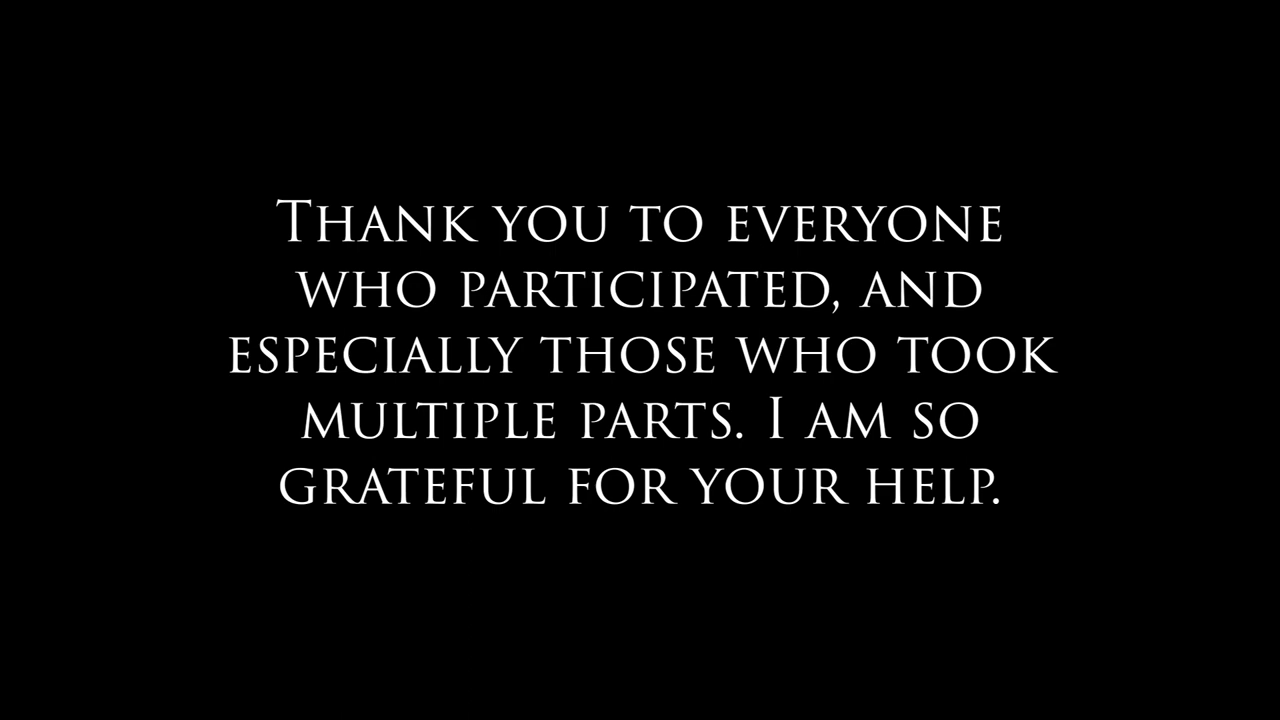 Thank you to everyone
who participated, and
especially those who took
multiple parts. I am so
grateful for your help.